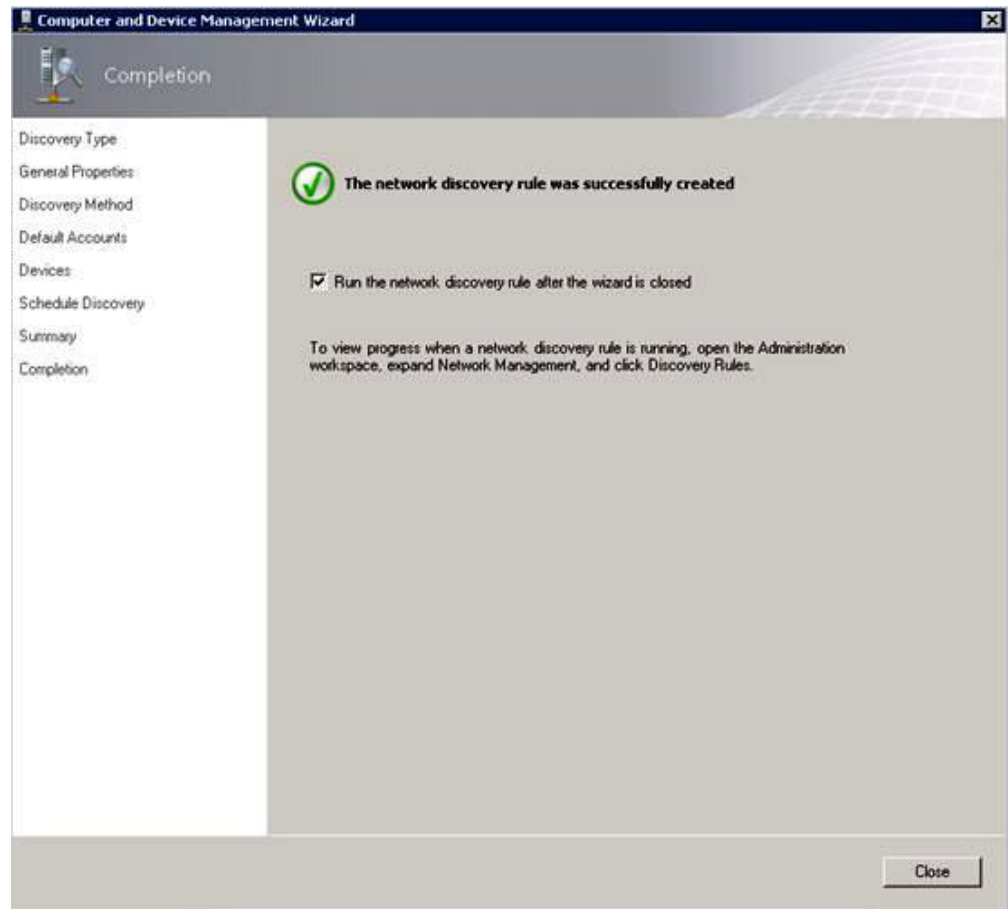 Computer and Device Management Wizard
Completion
Discovery Type
General Properties
Discovery Method
Default Accounts
Devices
Schedule Discovery
Summary
Completion
The network discovery rule was successfully created
Run the network discovery rule after the wizard is closed
To view progress when a network discovery rule is running, open the Administration
workspace, expand Network Management, and click Discovery Rules.
Close